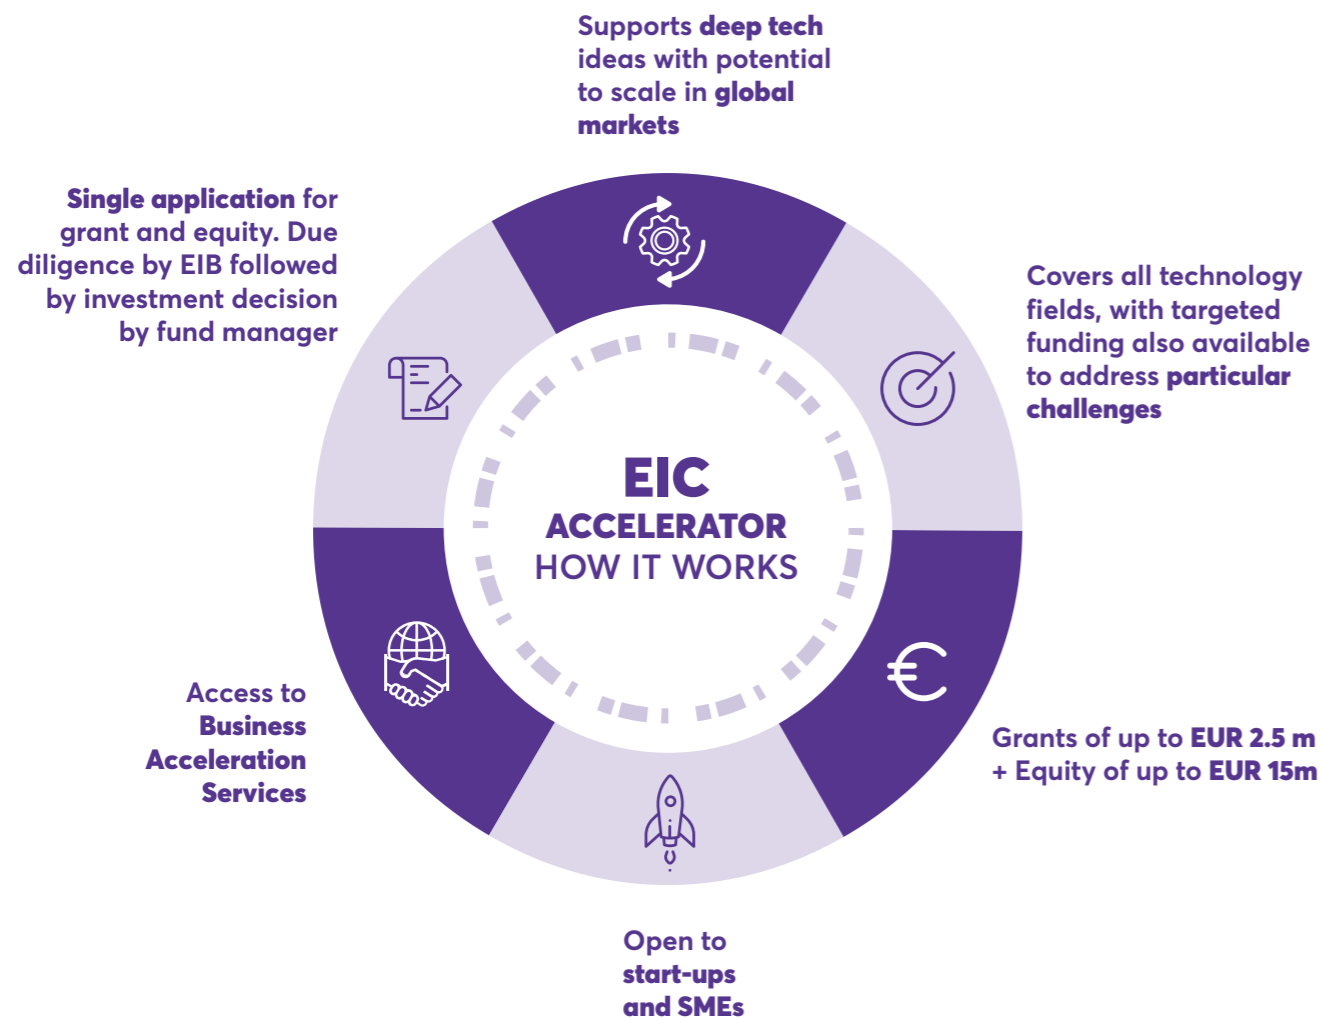 Supports deep tech
ideas with potential
to scale in global
markets
Single application for
grant and equity. Due
diligence by EIB followed
by investment decision
by fund manager
Covers all technology
fields, with targeted
funding also available
to address particular
challenges
EIC
ACCELERATOR
HOW IT WORKS
€
Access to
Business
Acceleration
Services
Grants of up to EUR 2.5 m
+ Equity of up to EUR 15m
Open to
start-ups
and SMEs